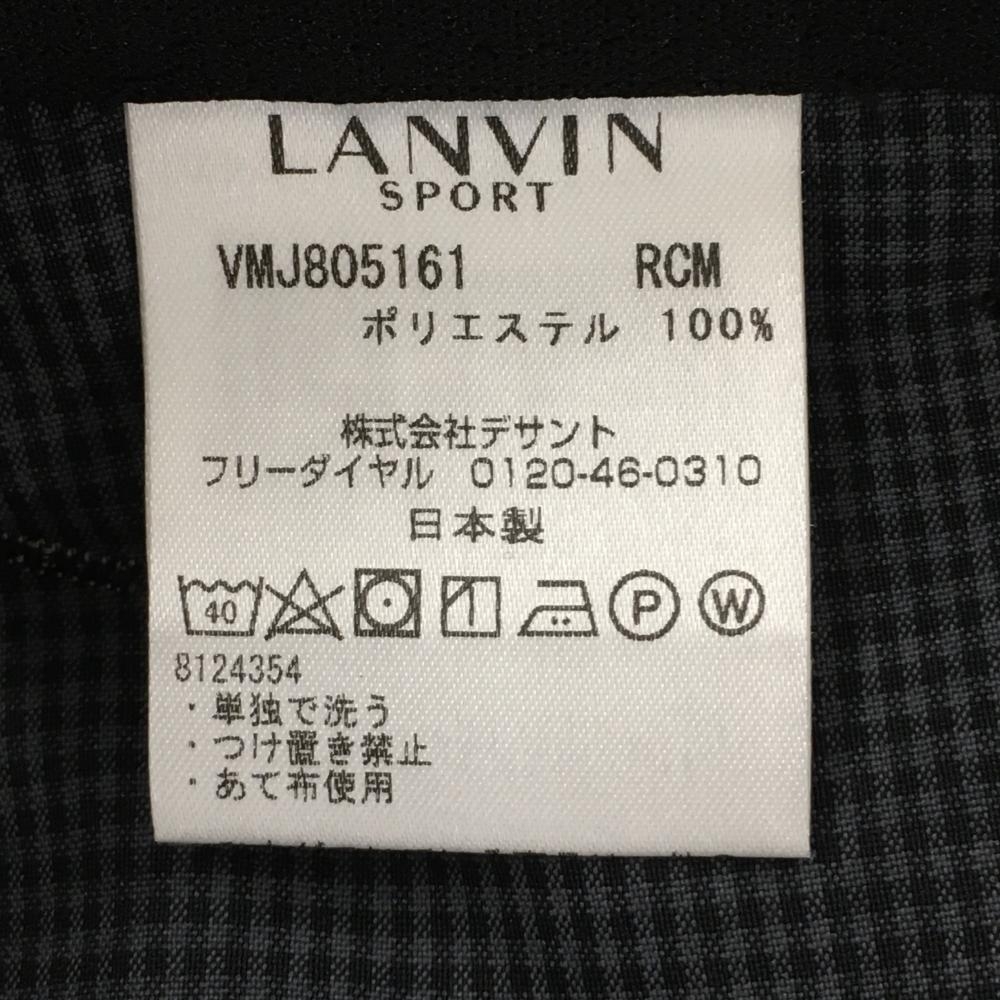 LANVIN
SPORT
VMJ805161 RCM
ポリエステル 100%
株式会社デサント
フリーダイヤル 0120-46-0310
日本製
40 P W
8124354
・単独で洗う
・つけ置き禁止
・あて布使用